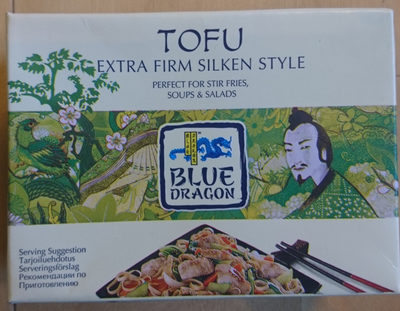 TOFU
EXTRA FIRM SILKEN STYLE
PERFECT FOR STIR FRIES,
SOUPS & SALADS
BLUE
DRAGON
Serving Suggestion
Tarjoiluehdotus
Serveringsförslag
Рекомендации по
Приготовлению